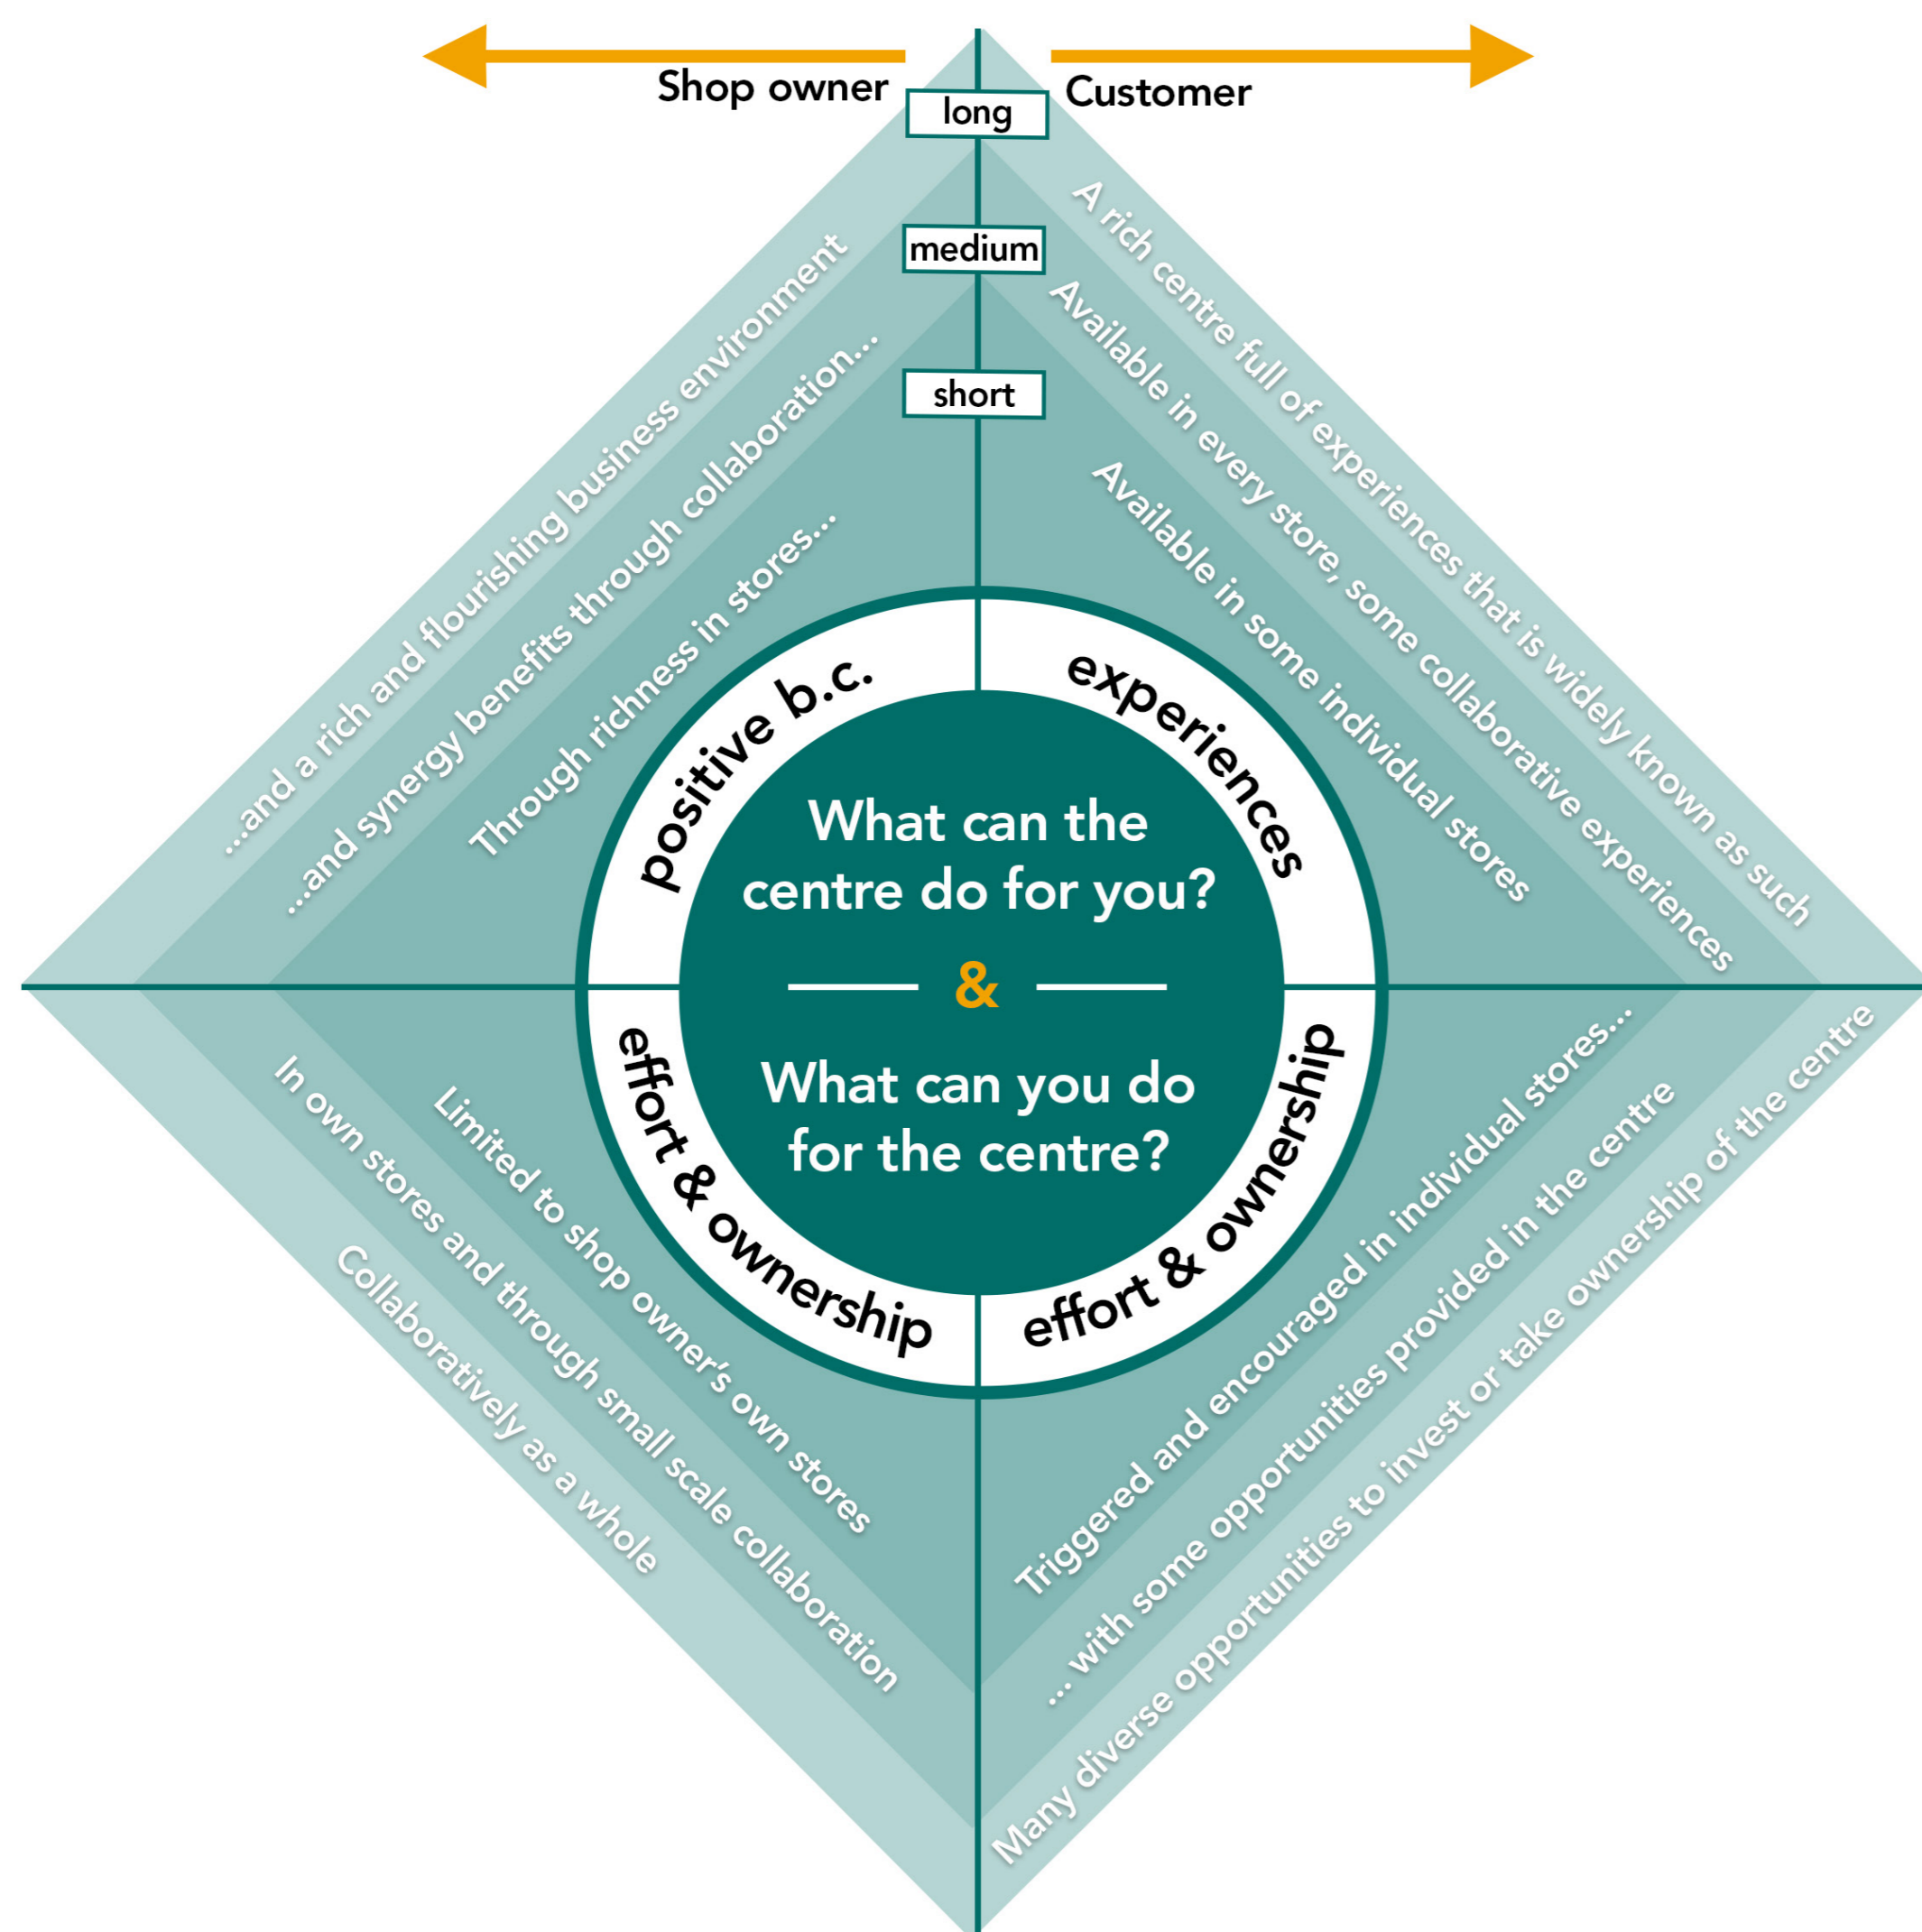 Shop owner
Customer
long
medium
short
...and a rich and flourishing business environment
...and synergy benefits through collaboration...
Through richness in stores...
A rich centre full of experiences that is widely known as such
Available in every store, some collaborative experiences
Available in some individual stores
positive b.c.
experiences
What can the
centre do for you?
&
What can you do
for the centre?
effort & ownership
effort & ownership
Limited to shop owner’s own stores
In own stores and through small scale collaboration
Collaboratively as a whole
Triggered and encouraged in individual stores...
... with some opportunities provided in the centre
Many diverse opportunities to invest or take ownership of the centre